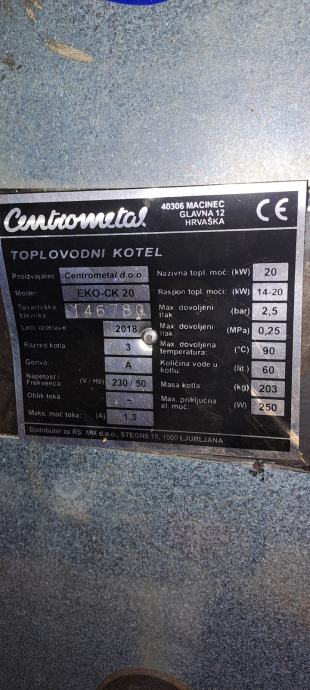 Centrometal
40306 MACINEC
GLAVNA 12
HRVAŠKA
CE
TOPLOVODNI KOTEL
Proizvajalec Centrometal d.o.o.
Model: EKO-CK 20
Tovarniška številka 146780
Leto izdelave 2018
Razred kotla 3
Gorivo A
Napetost / Frekvenca: (V / Hz) 230 / 50
Oblik toka: ~
Maks. moč toka: (A) 1.3
Nazivna topl. moč: (kW) 20
Raspon topl. moči: (kW) 14-20
Max. dovoljeni tlak (bar) 2,5
Max. dovoljeni tlak: (MPa) 0,25
Max. dovoljena temperatura: (°C) 90
Količina vode u kotlu: (lit.) 60
Masa kotla (kg) 203
Max. priključna el. moč: (W) 250
Distributer za RS: MIX d.o.o., STEGNE 15, 1000 LJUBLJANA